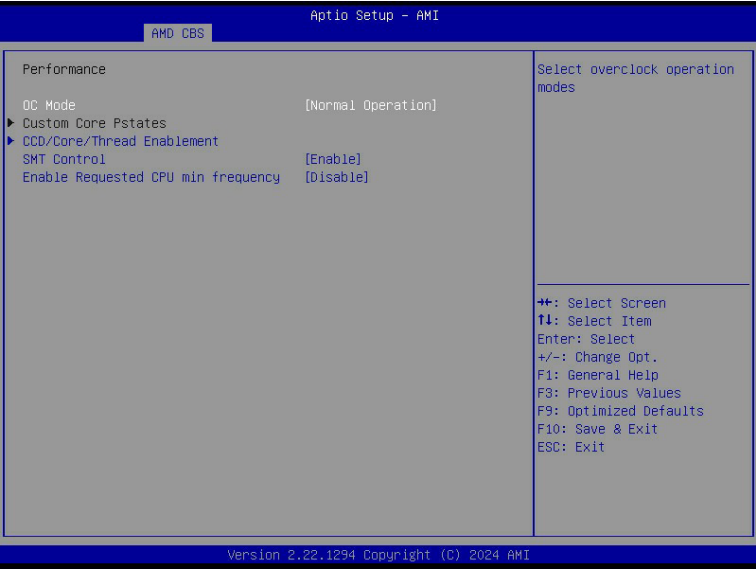 Aptio Setup – AMI
AMD CBS
Performance
OC Mode [Normal Operation]
Custom Core Pstates
CCD/Core/Thread Enablement
SMT Control [Enable]
Enable Requested CPU min frequency [Disable]
Select overclock operation
modes
→←: Select Screen
↑↓: Select Item
Enter: Select
+/-: Change Opt.
F1: General Help
F3: Previous Values
F9: Optimized Defaults
F10: Save & Exit
ESC: Exit
Version 2.22.1294 Copyright (C) 2024 AMI